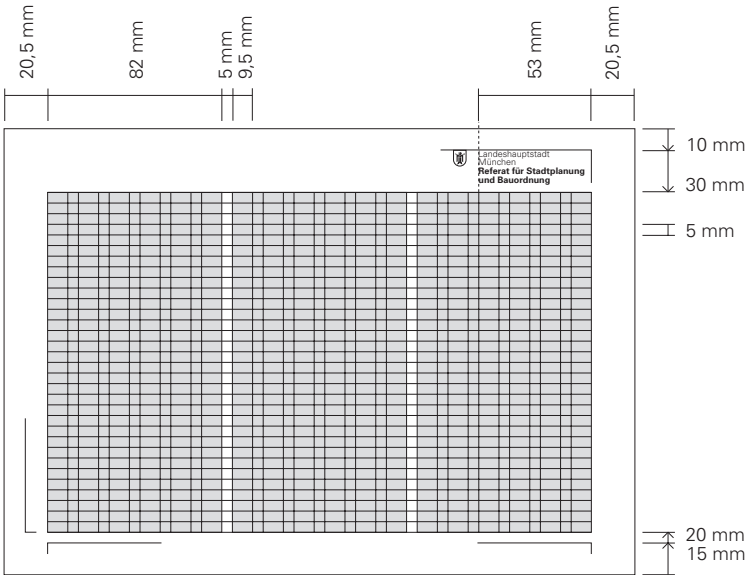 20,5 mm
82 mm
5 mm
9,5 mm
53 mm
20,5 mm
Landeshauptstadt
München
Referat für Stadtplanung
und Bauordnung
10 mm
30 mm
5 mm
20 mm
15 mm